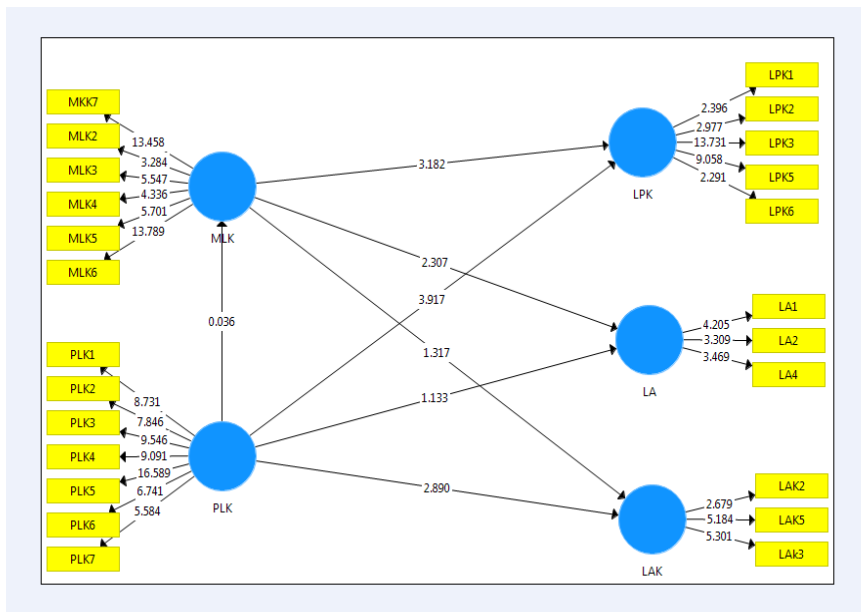 MKK7
MLK2
MLK3
MLK4
MLK5
MLK6
13.458
3.284
5.547
4.336
5.701
13.789
MLK
0.036
PLK1
PLK2
PLK3
PLK4
PLK5
PLK6
PLK7
8.731
7.846
9.546
9.091
16.589
6.741
5.584
PLK
3.182
2.307
3.917
1.317
1.133
2.890
LPK
2.396
2.977
13.731
9.058
2.291
LPK1
LPK2
LPK3
LPK5
LPK6
LA
4.205
3.309
3.469
LA1
LA2
LA4
LAK
2.679
5.184
5.301
LAK2
LAK5
LAk3